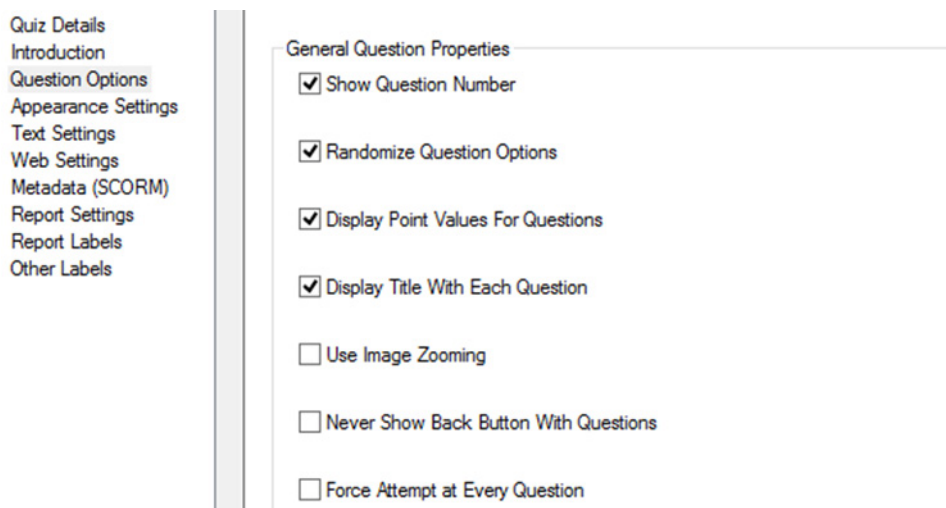 Quiz Details
Introduction
Question Options
Appearance Settings
Text Settings
Web Settings
Metadata (SCORM)
Report Settings
Report Labels
Other Labels
General Question Properties
Show Question Number
Randomize Question Options
Display Point Values For Questions
Display Title With Each Question
Use Image Zooming
Never Show Back Button With Questions
Force Attempt at Every Question